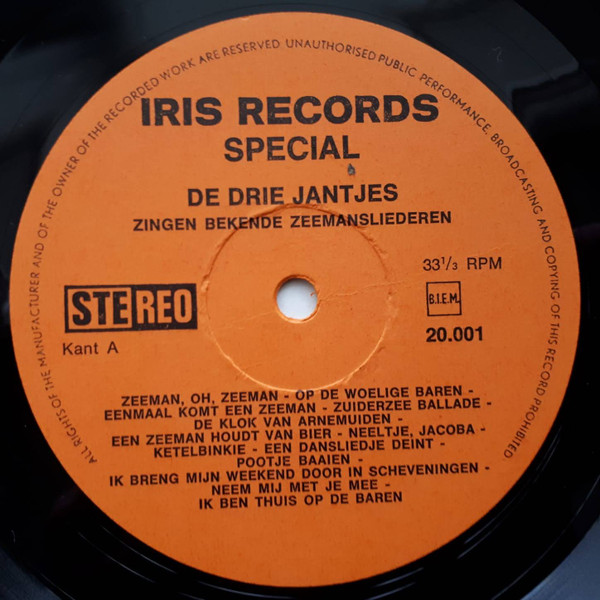 ALL RIGHTS OF THE MANUFACTURER AND OF THE OWNER OF THE RECORDED WORK ARE RESERVED UNAUTHORISED PUBLIC PERFORMANCE, BROADCASTING AND COPYING OF THIS RECORD PROHIBITED
IRIS RECORDS
SPECIAL
DE DRIE JANTJES
ZINGEN BEKENDE ZEEMANSLIEDEREN
33 1/3 RPM
STEREO
B.I.E.M.
Kant A
20.001
ZEEMAN, OH, ZEEMAN - OP DE WOELIGE BAREN -
EENMAAL KOMT EEN ZEEMAN - ZUIDERZEE BALLADE -
DE KLOK VAN ARNEMUIDEN -
EEN ZEEMAN HOUDT VAN BIER - NEELTJE, JACOBA -
KETELBINKIE - EEN DANSLIEDJE DEINT -
POOTJE BAAIEN -
IK BRENG MIJN WEEKEND DOOR IN SCHEVENINGEN -
NEEM MIJ MET JE MEE -
IK BEN THUIS OP DE BAREN